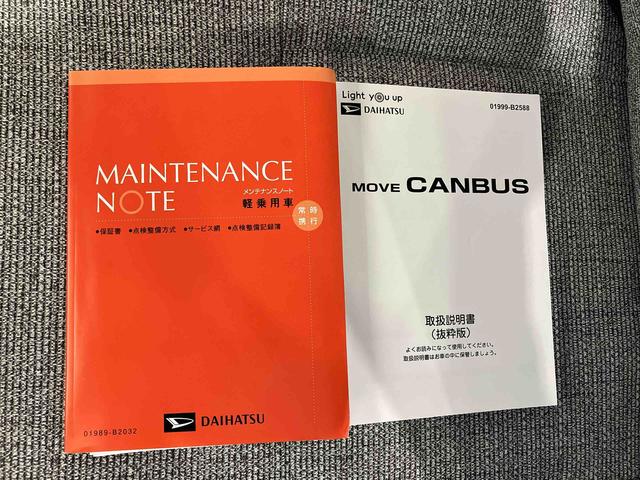 MAINTENANCE
NOTE
メンテナンスノート
軽乗用車
常時
携行
●保証書 ●点検整備方式 ●サービス網 ●点検整備記録簿
DAIHATSU
01989-B2032
Light you up
DAIHATSU
01999-B2588
MOVE CANBUS
取扱説明書
（抜粋版）
よくお読みになって使用してください。
取扱説明書はお車の中に保管しましょう。